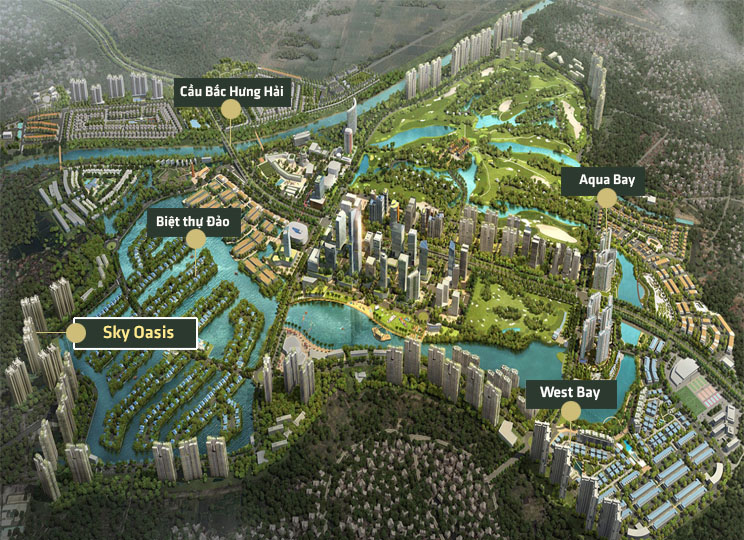 Cầu Bắc Hưng Hải
Aqua Bay
Biệt thự Đảo
Sky Oasis
West Bay